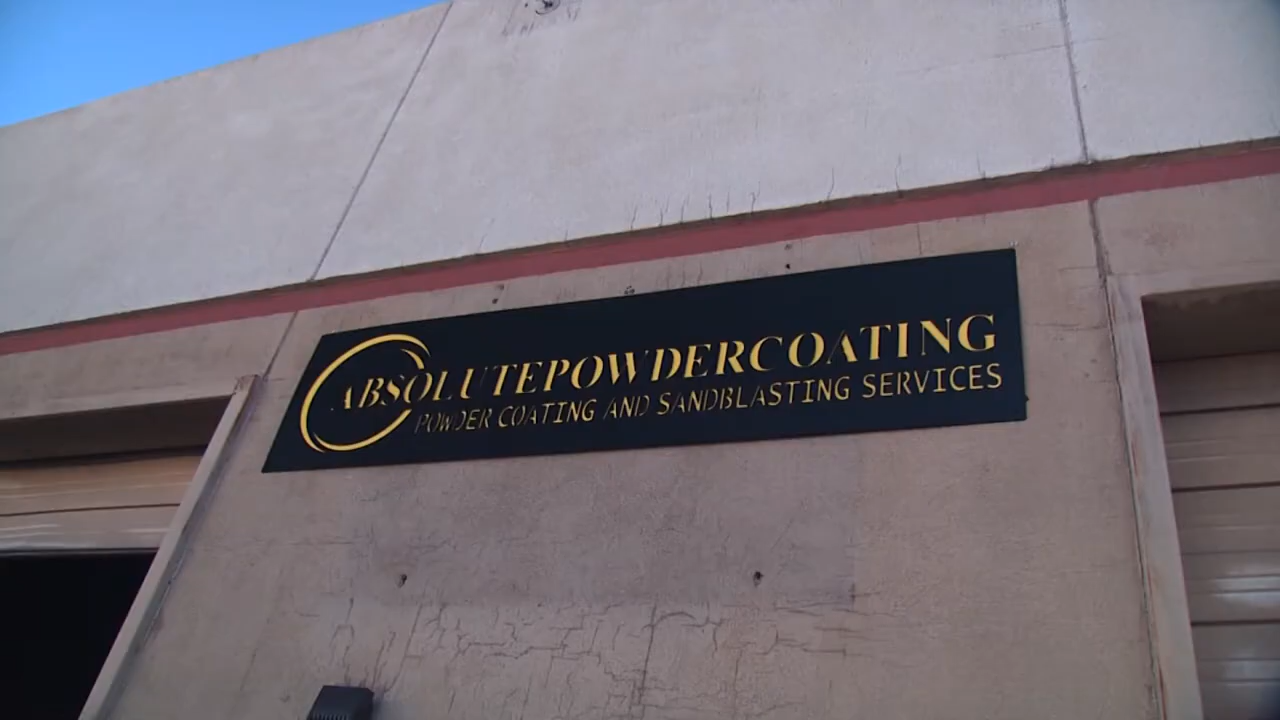 ABSOLUTEPOWDERCOATING
POWDER COATING AND SANDBLASTING SERVICES